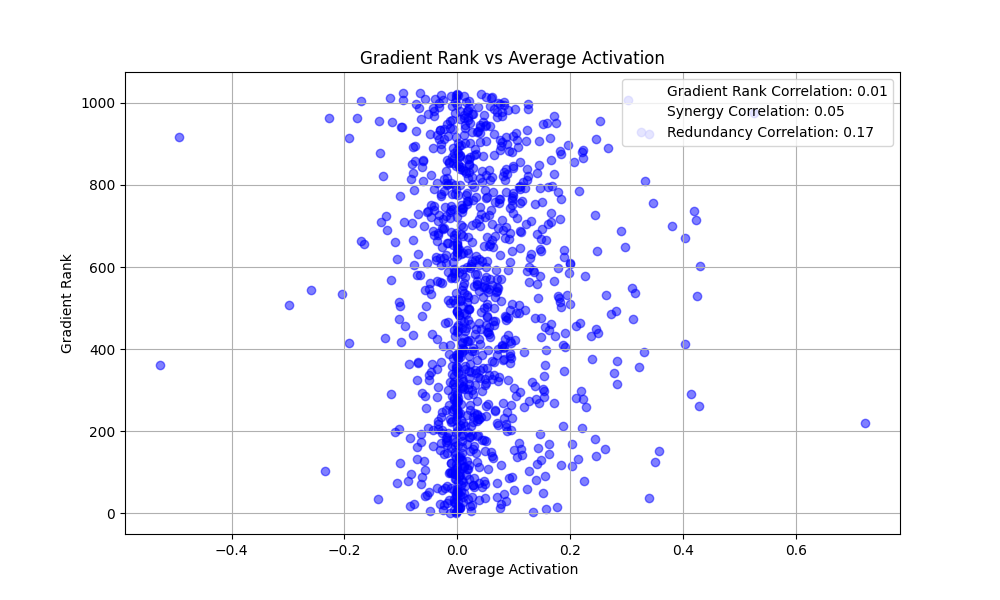 Gradient Rank vs Average Activation
Gradient Rank Correlation: 0.01
Synergy Correlation: 0.05
Redundancy Correlation: 0.17
1000
800
600
400
200
0
Gradient Rank
−0.4
−0.2
0.0
0.2
0.4
0.6
Average Activation